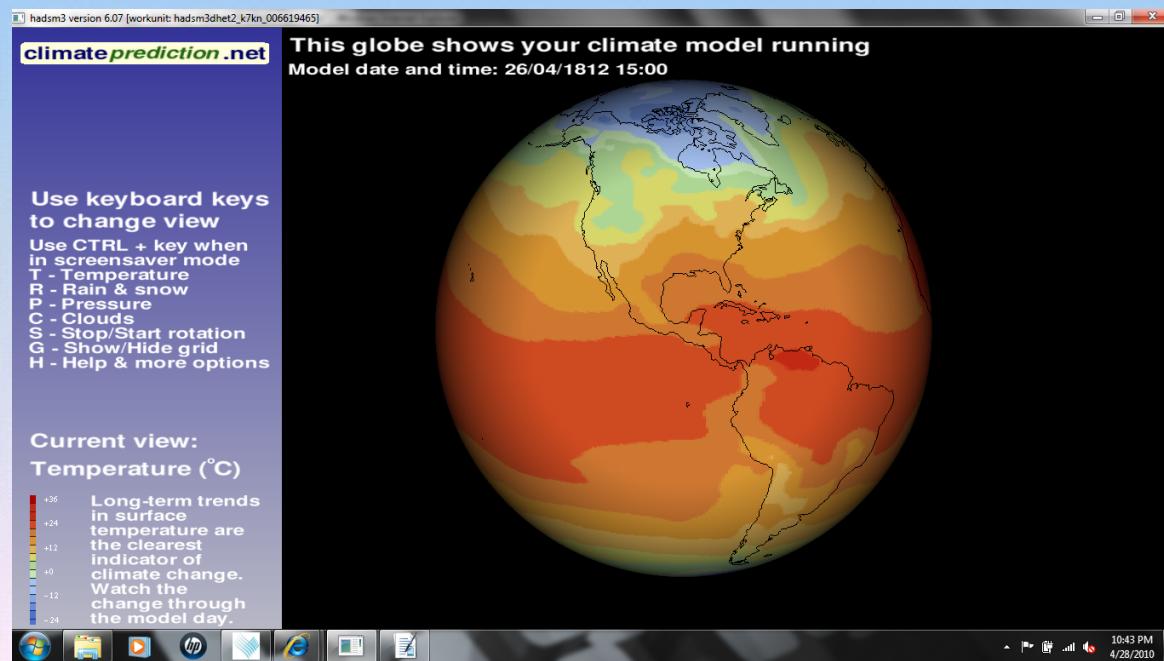 hadsm3 version 6.07 [workunit: hadsm3dhet2_k7kn_006619465]
climateprediction.net
This globe shows your climate model running
Model date and time: 26/04/1812 15:00
Use keyboard keys
to change view
Use CTRL + key when
in screensaver mode
T - Temperature
R - Rain & snow
P - Pressure
C - Clouds
S - Stop/Start rotation
G - Show/Hide grid
H - Help & more options
Current view:
Temperature (°C)
+36
+24
+12
+0
-12
-24
Long-term trends
in surface
temperature are
the clearest
indicator of
climate change.
Watch the
change through
the model day.
hp
10:43 PM
4/28/2010